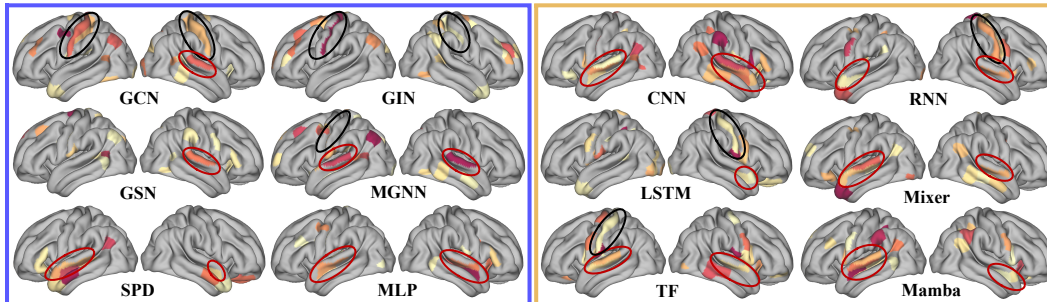 GCN GIN CNN RNN
GSN MGNN LSTM Mixer
SPD MLP TF Mamba